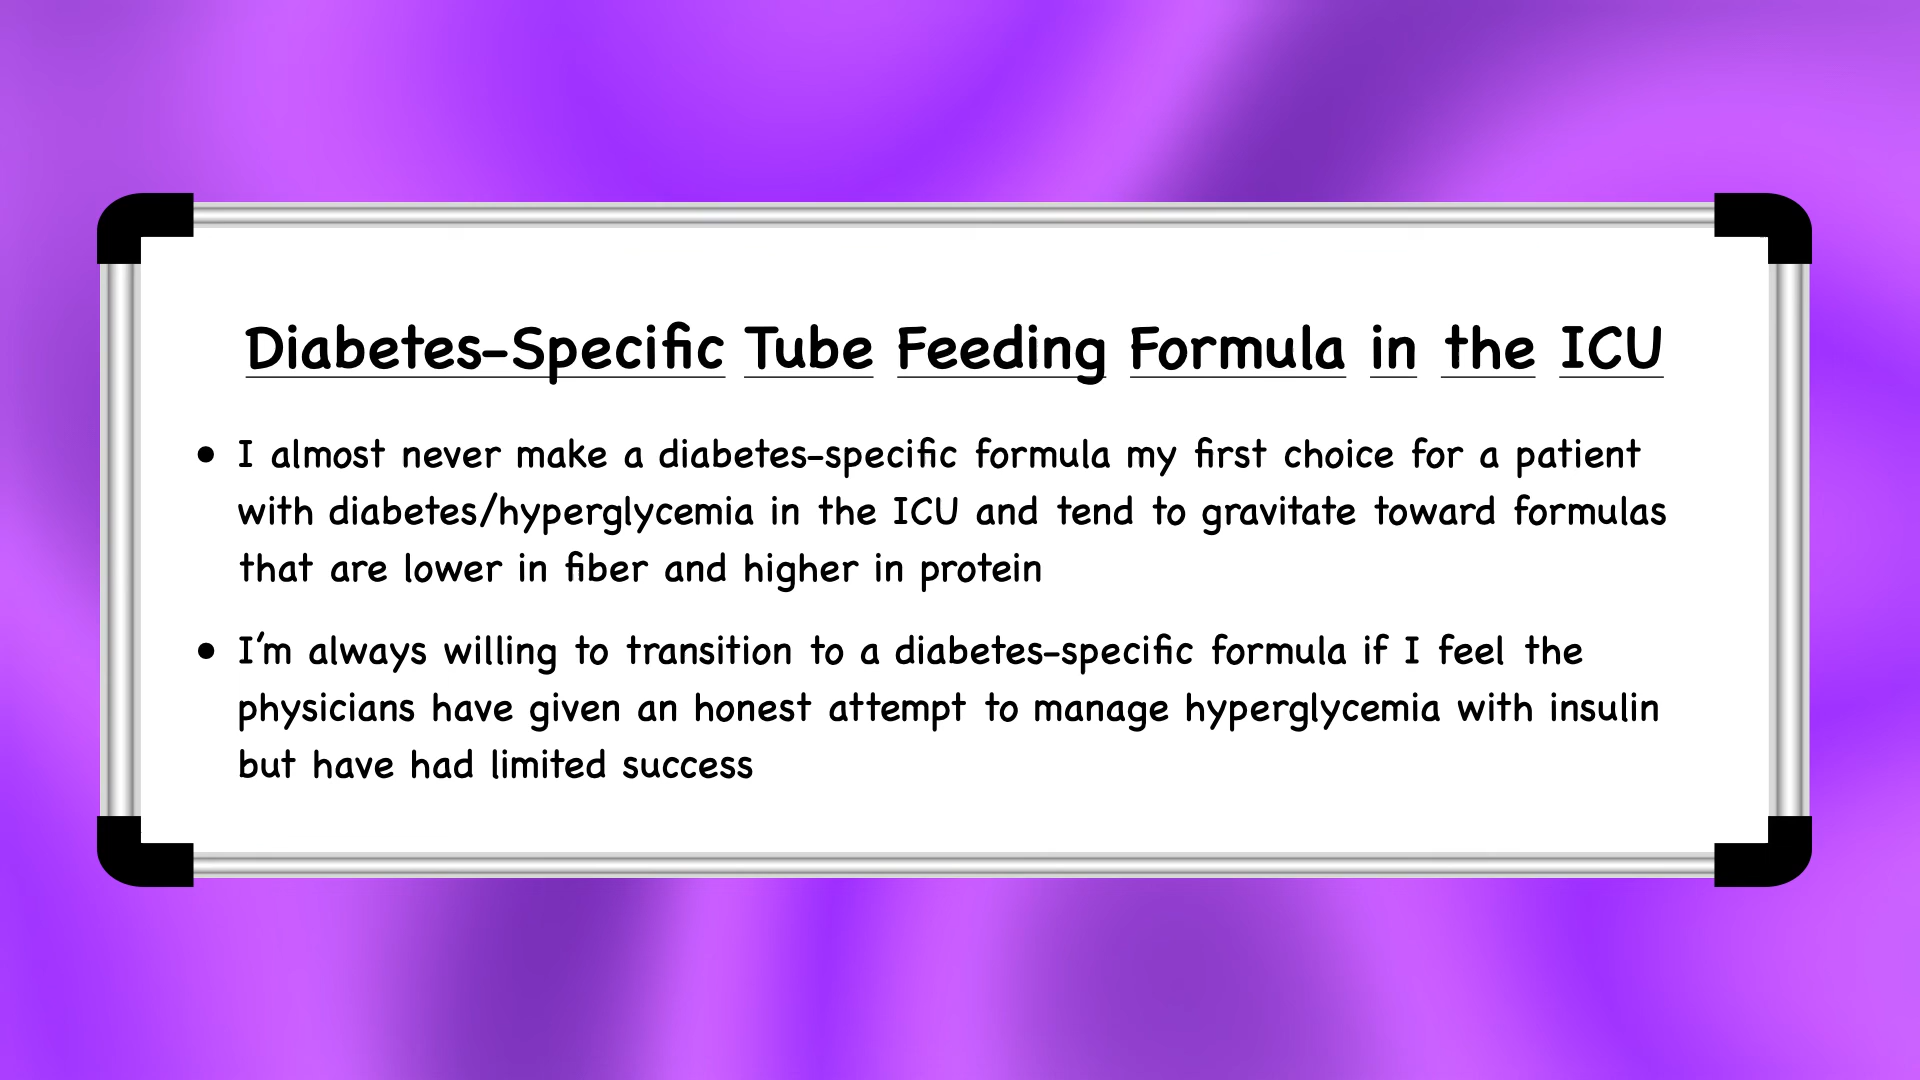 Diabetes-Specific Tube Feeding Formula in the ICU
• I almost never make a diabetes-specific formula my first choice for a patient
with diabetes/hyperglycemia in the ICU and tend to gravitate toward formulas
that are lower in fiber and higher in protein
• I'm always willing to transition to a diabetes-specific formula if I feel the
physicians have given an honest attempt to manage hyperglycemia with insulin
but have had limited success